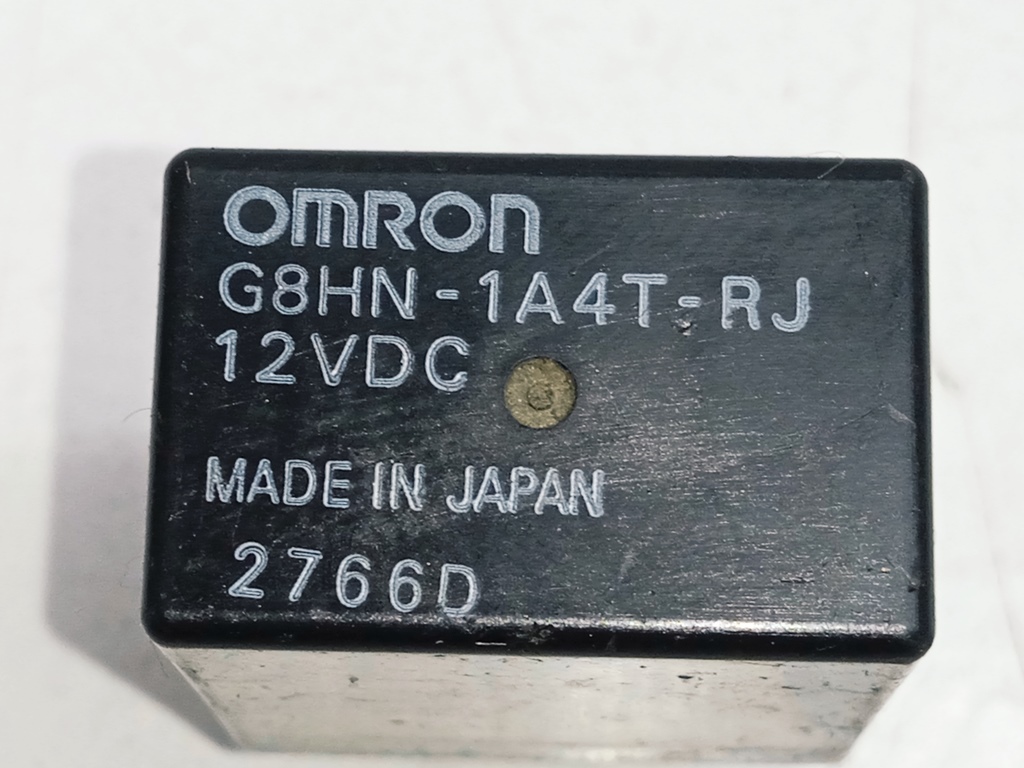 OMRON
G8HN-1A4T-RJ
12VDC
MADE IN JAPAN
2766D